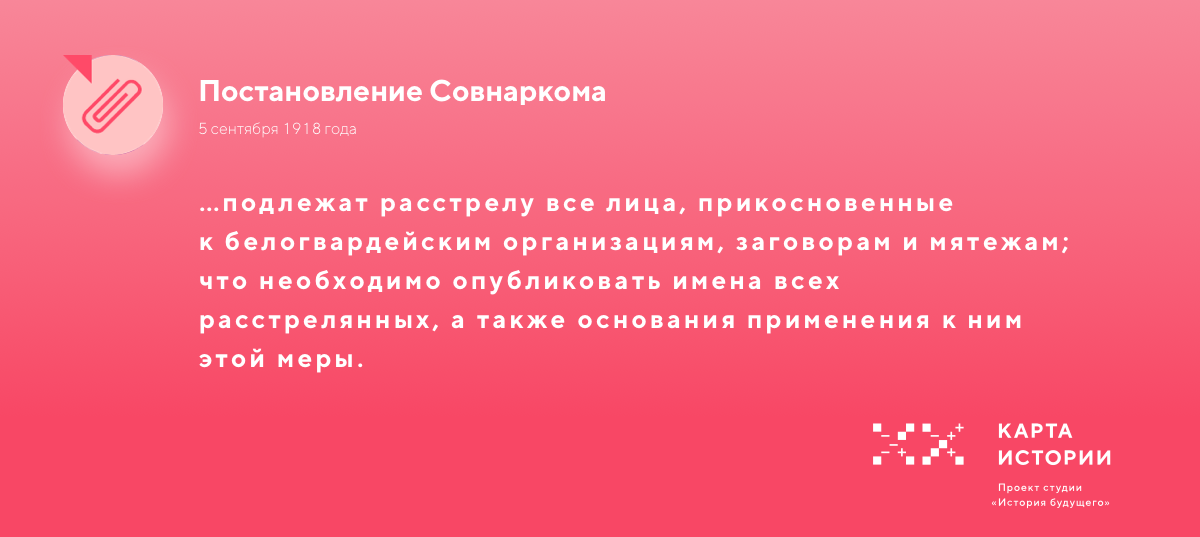 Постановление Совнаркома
5 сентября 1918 года
...подлежат расстрелу все лица, прикосновенные
к белогвардейским организациям, заговорам и мятежам;
что необходимо опубликовать имена всех
расстрелянных, а также основания применения к ним
этой меры.
КАРТА
ИСТОРИИ
Проект студии
«История будущего»